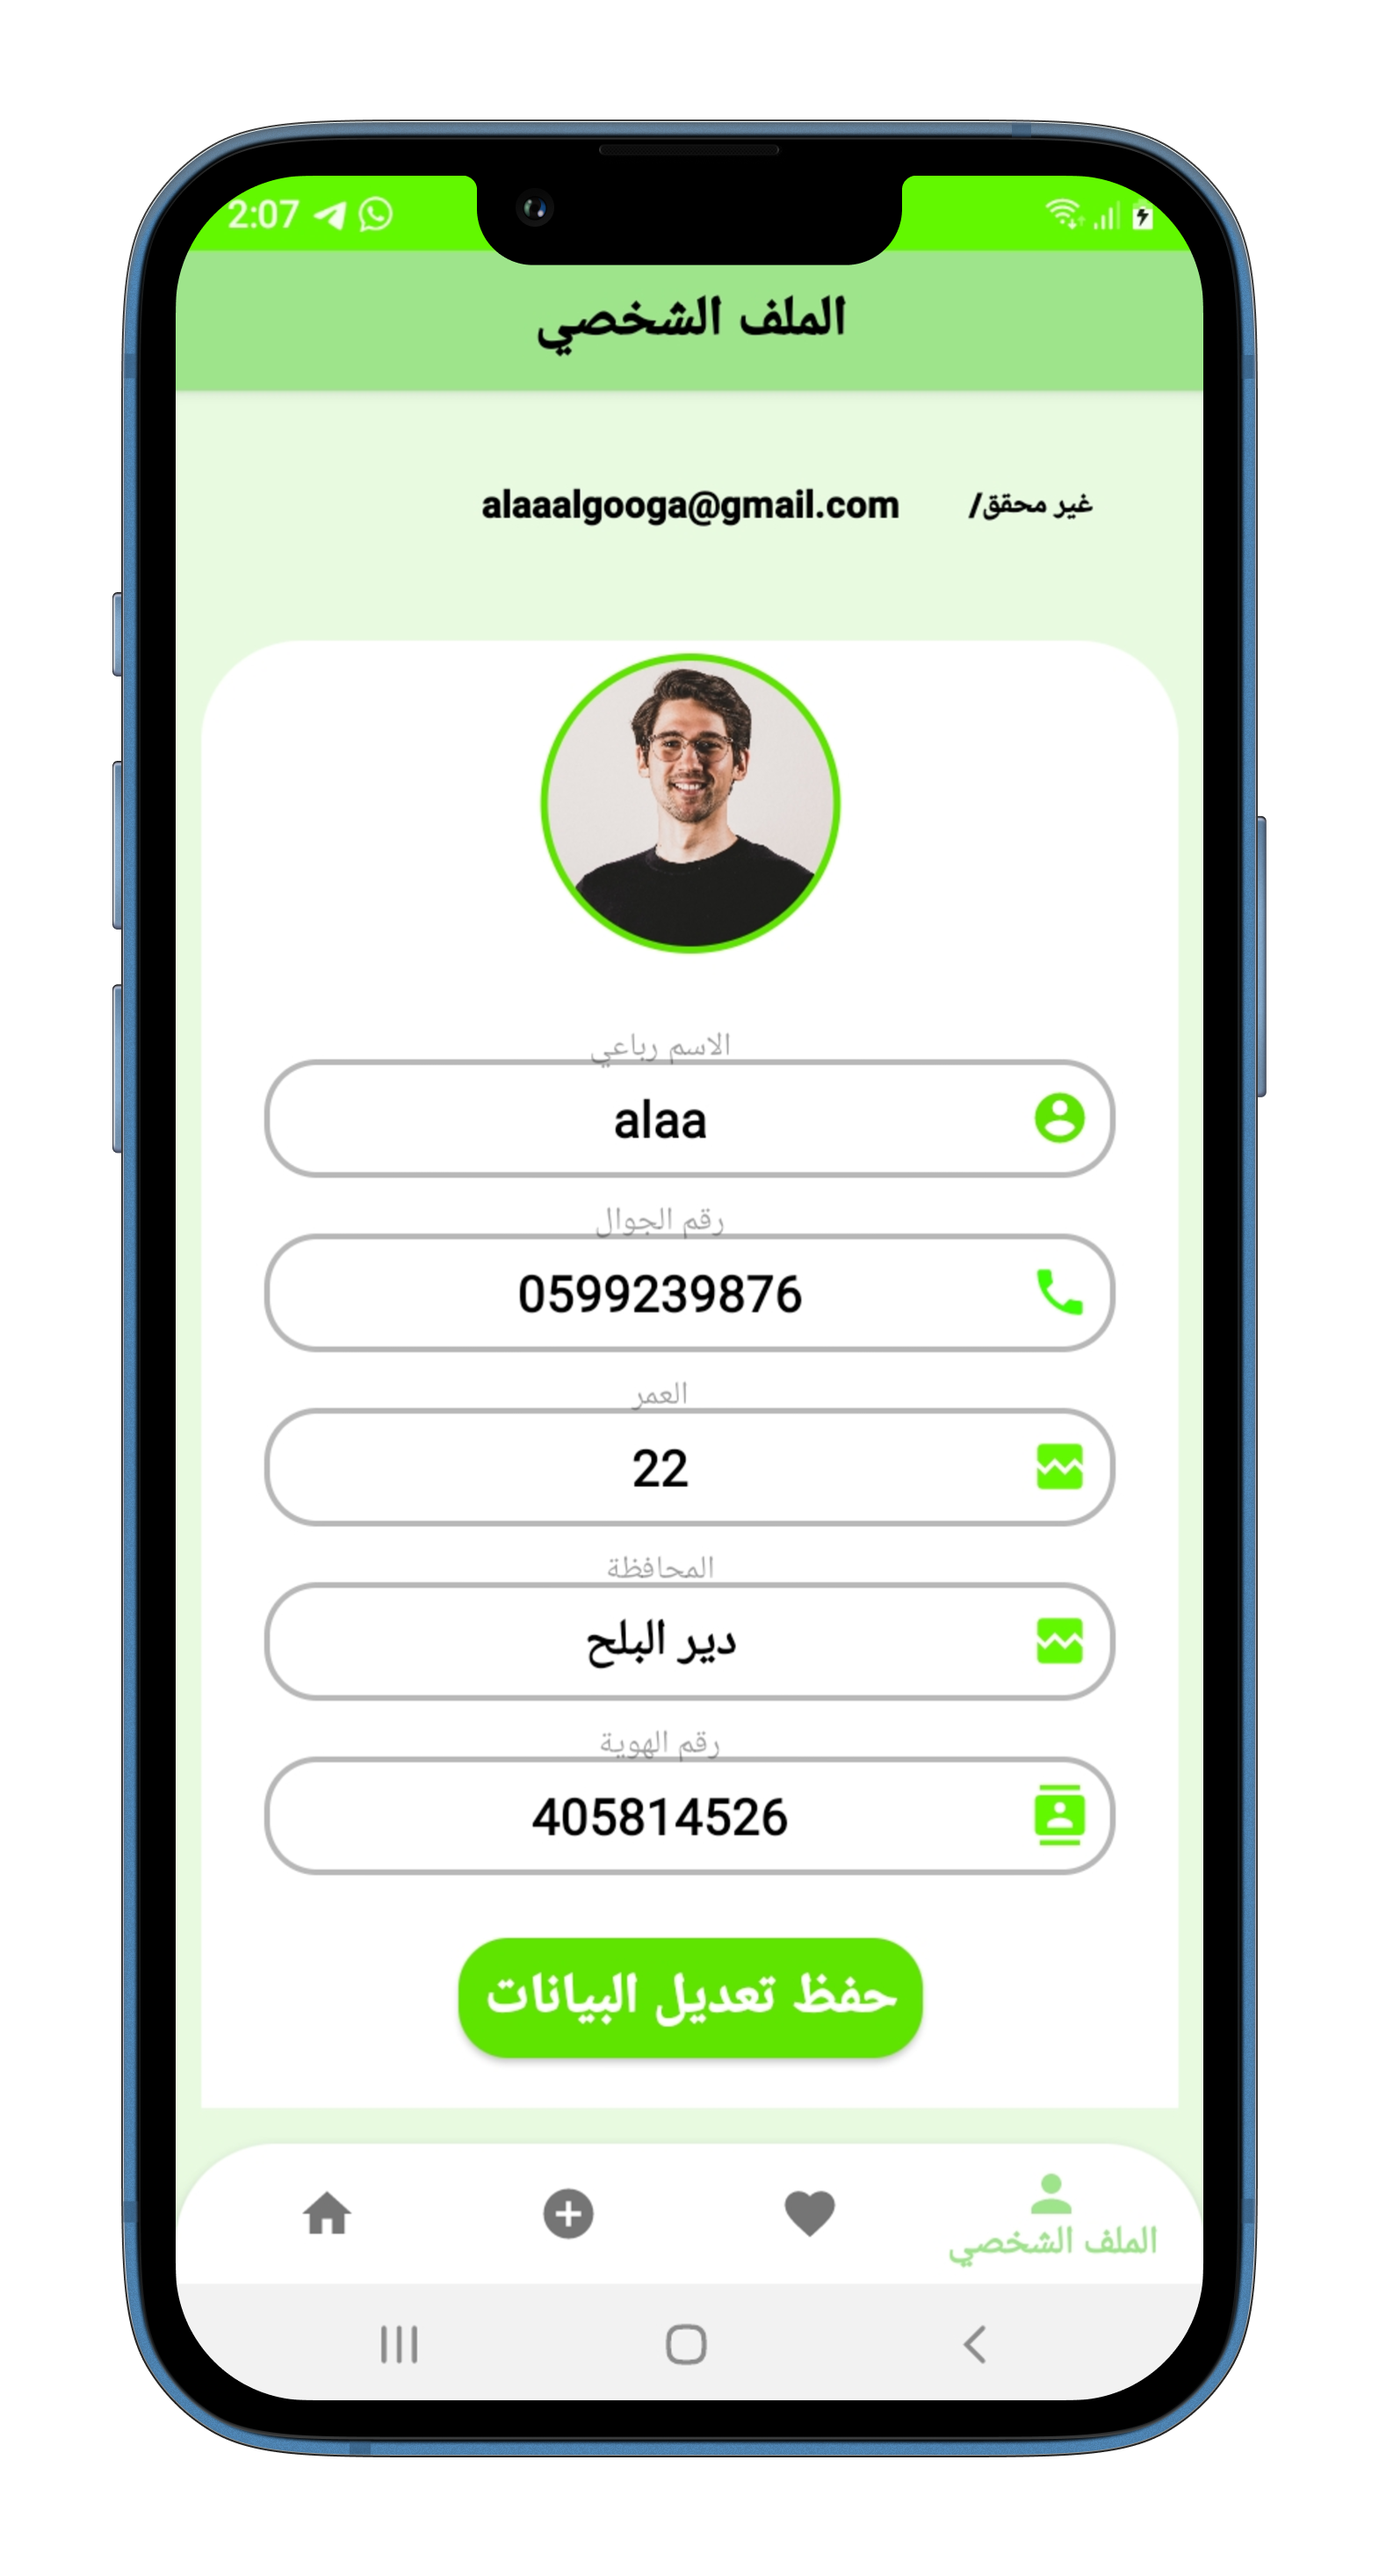 2:07
الملف الشخصي
غير محقق/ alaaalgooga@gmail.com
الاسم رباعي
alaa
رقم الجوال
0599239876
العمر
22
المحافظة
دير البلح
رقم الهوية
405814526
حفظ تعديل البيانات
الملف الشخصي